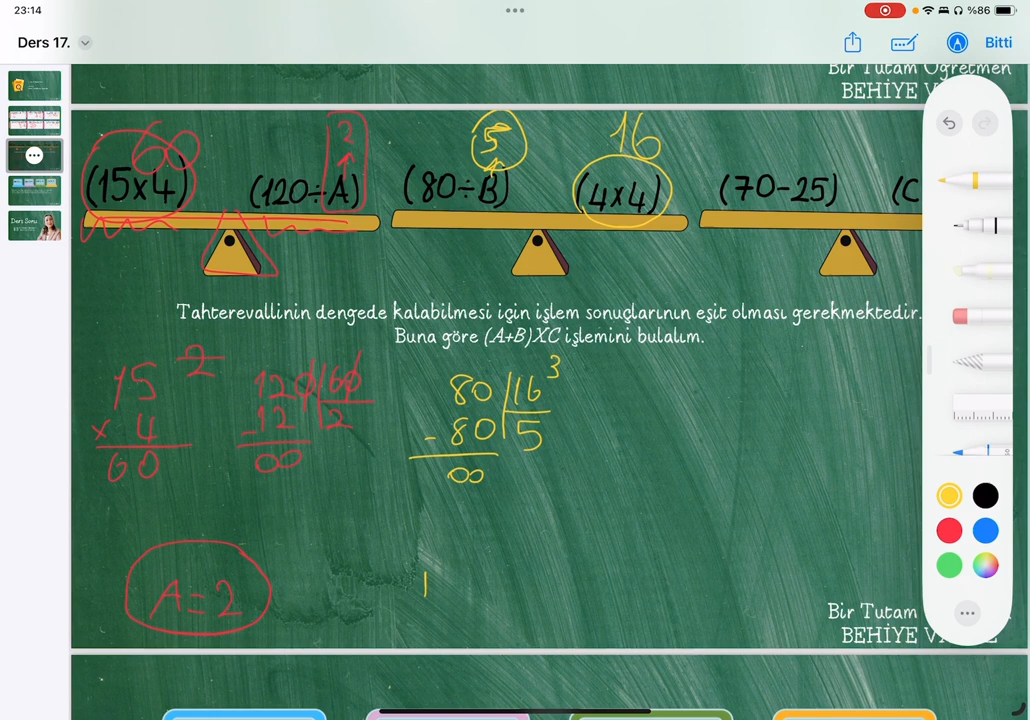 23:14
%86
Ders 17.
Bitti
Bir Tutam Öğretmen
BEHİYE V
60
2
5
16
(15x4)
(120÷A)
(80÷B)
(4x4)
(70-25)
(C
Tahterevallinin dengede kalabilmesi için işlem sonuçlarının eşit olması gerekmektedir.
Buna göre (A+B)XC işlemini bulalım.
15 2
x 4
60
120 60
- 12 2
00
80 16 3
- 80 5
00
A=2
Bir Tutam
BEHİYE V
Ders Sonu